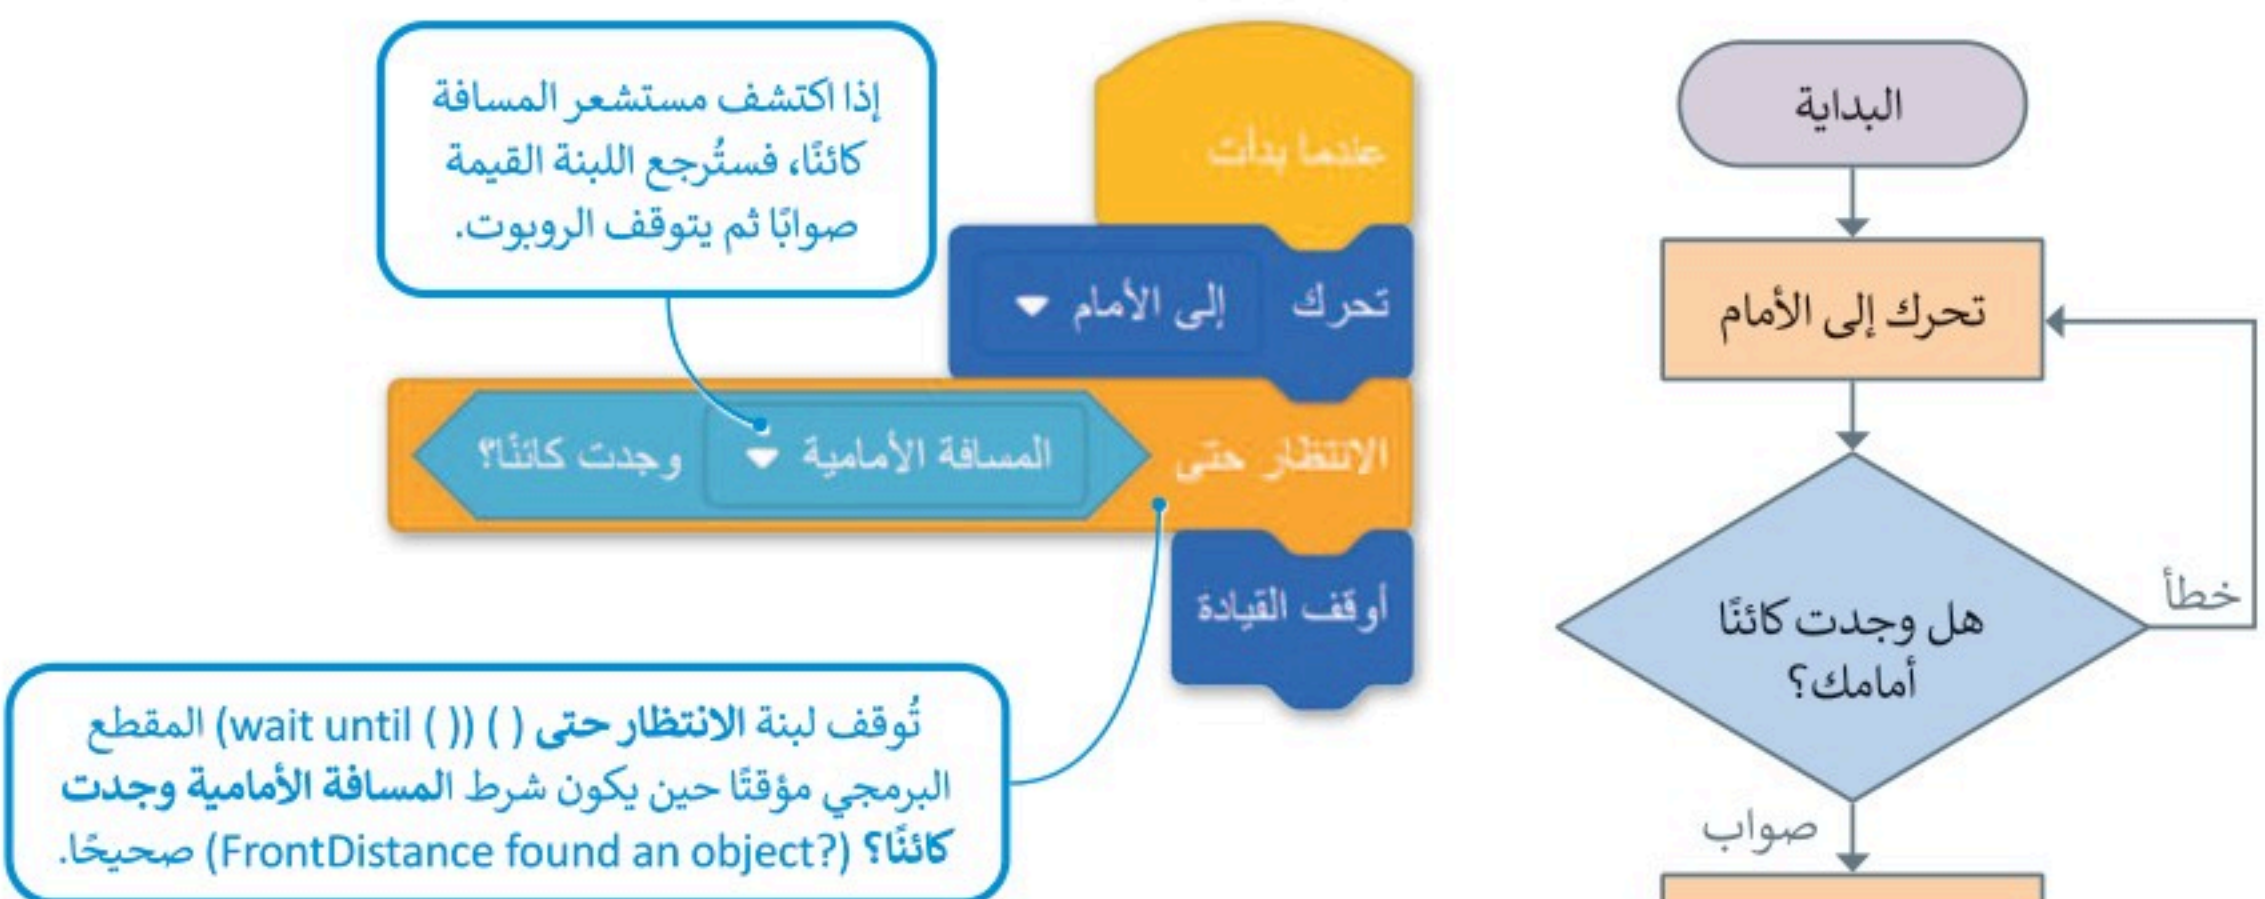 البداية
تحرك إلى الأمام
هل وجدت كائنًا
أمامك؟
خطأ
صواب
عندما بدأت
تحرك إلى الأمام
الانتظار حتى المسافة الأمامية وجدت كائنًا؟
أوقف القيادة
إذا اكتشف مستشعر المسافة
كائنًا، فستُرجع اللبنة القيمة
صوابًا ثم يتوقف الروبوت.
تُوقف لبنة الانتظار حتى ( ) (wait until ( )) المقطع
البرمجي مؤقتًا حين يكون شرط المسافة الأمامية وجدت
كائنًا؟ (FrontDistance found an object?) صحيحًا.